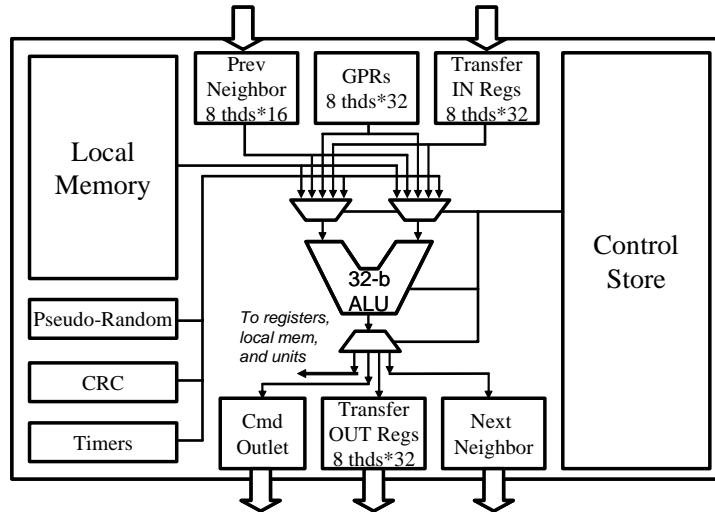 Prev
Neighbor
8 thds*16
GPRs
8 thds*32
Transfer
IN Regs
8 thds*32
Local
Memory
Control
Store
32-b
ALU
Pseudo-Random
CRC
Timers
To registers,
local mem,
and units
Cmd
Outlet
Transfer
OUT Regs
8 thds*32
Next
Neighbor